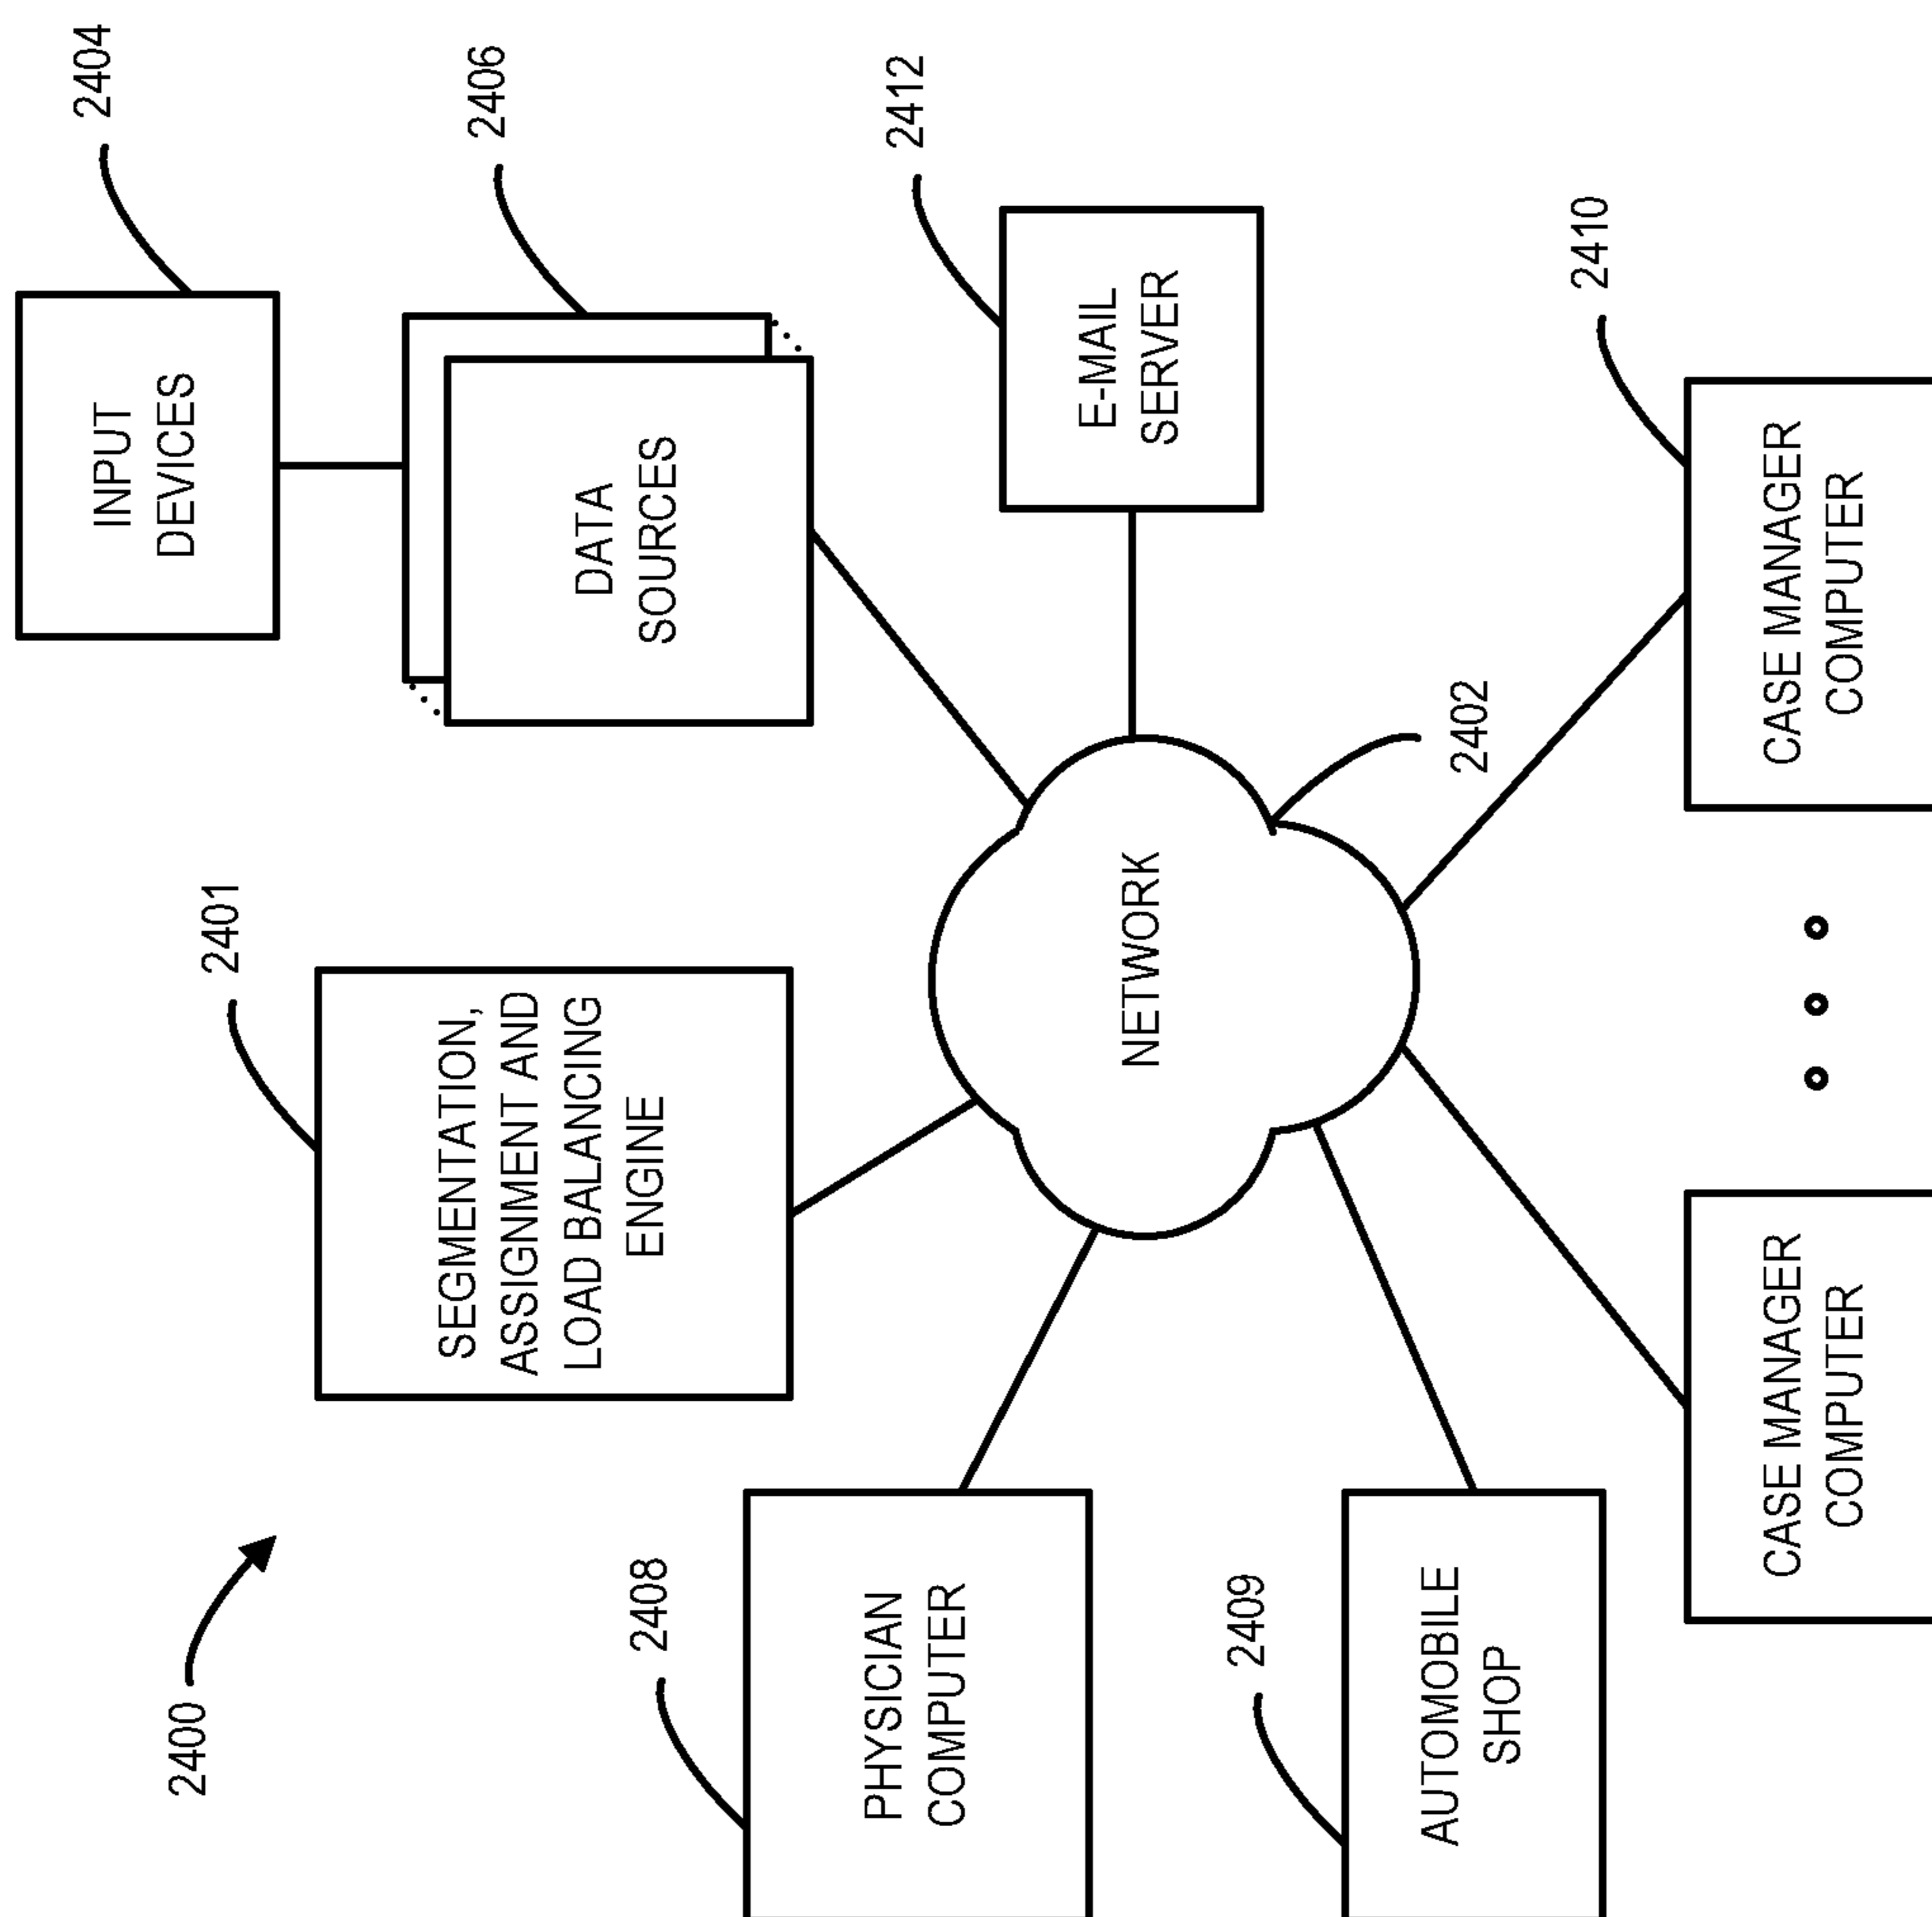 2400
2401
2404
SEGMENTATION,
ASSIGNMENT AND
LOAD BALANCING
ENGINE
INPUT
DEVICES
2406
DATA
SOURCES
2408
PHYSICIAN
COMPUTER
NETWORK
2412
E-MAIL
SERVER
2409
AUTOMOBILE
SHOP
2402
2410
CASE MANAGER
COMPUTER
CASE MANAGER
COMPUTER